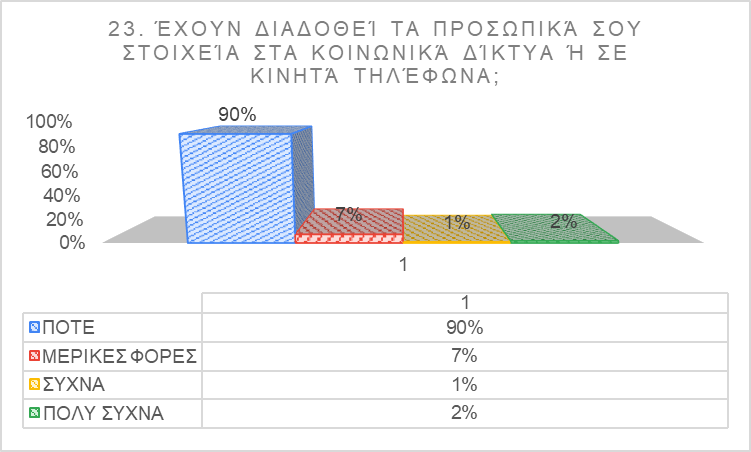 23. ΈΧΟΥΝ ΔΙΑΔΟΘΕΊ ΤΑ ΠΡΟΣΩΠΙΚΆ ΣΟΥ
ΣΤΟΙΧΕΊΑ ΣΤΑ ΚΟΙΝΩΝΙΚΆ ΔΊΚΤΥΑ Ή ΣΕ
ΚΙΝΗΤΆ ΤΗΛΈΦΩΝΑ;
90%
100%
80%
60%
40%
20%
0%
7%
1%
2%
1
1
ΠΟΤΕ 90%
ΜΕΡΙΚΕΣ ΦΟΡΕΣ 7%
ΣΥΧΝΑ 1%
ΠΟΛΥ ΣΥΧΝΑ 2%